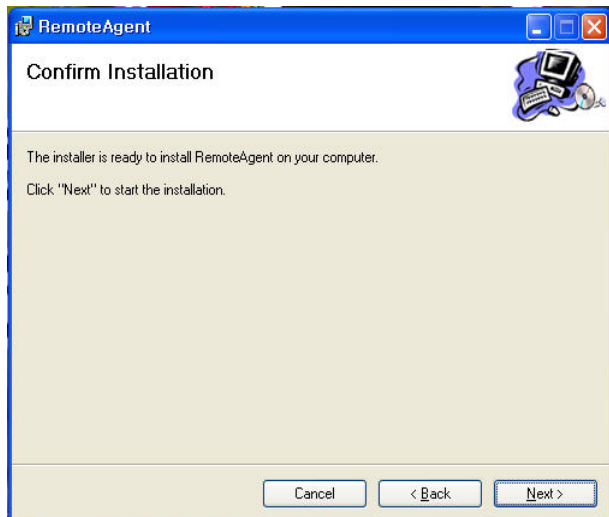 RemoteAgent
Confirm Installation
The installer is ready to install RemoteAgent on your computer.
Click "Next" to start the installation.
Cancel
< Back
Next >